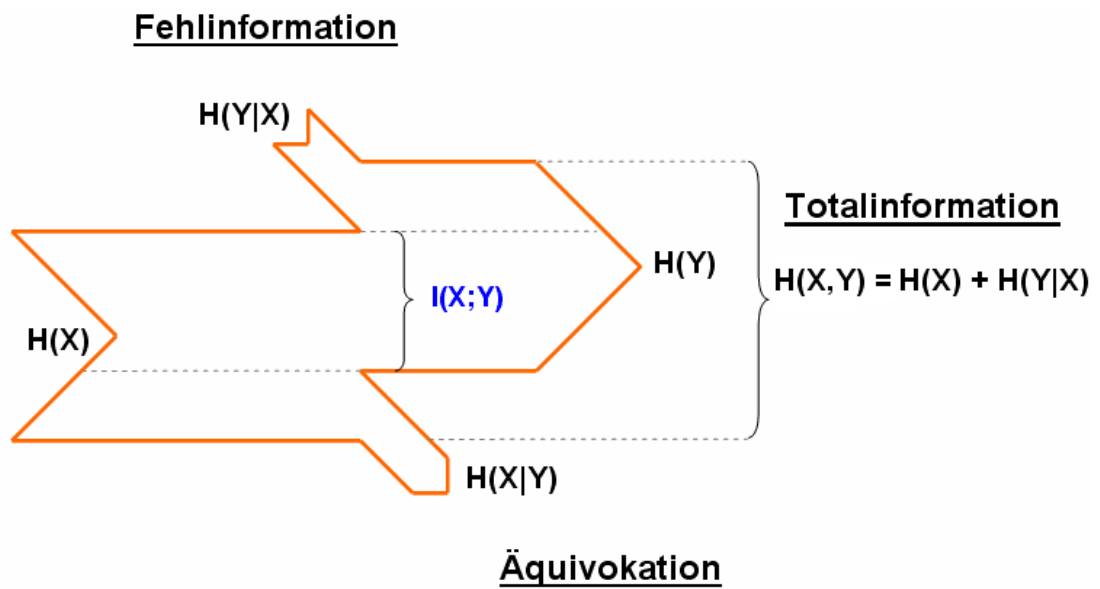 Fehlinformation
H(Y|X)
Totalinformation
H(Y)
H(X,Y) = H(X) + H(Y|X)
I(X;Y)
H(X)
H(X|Y)
Äquivokation